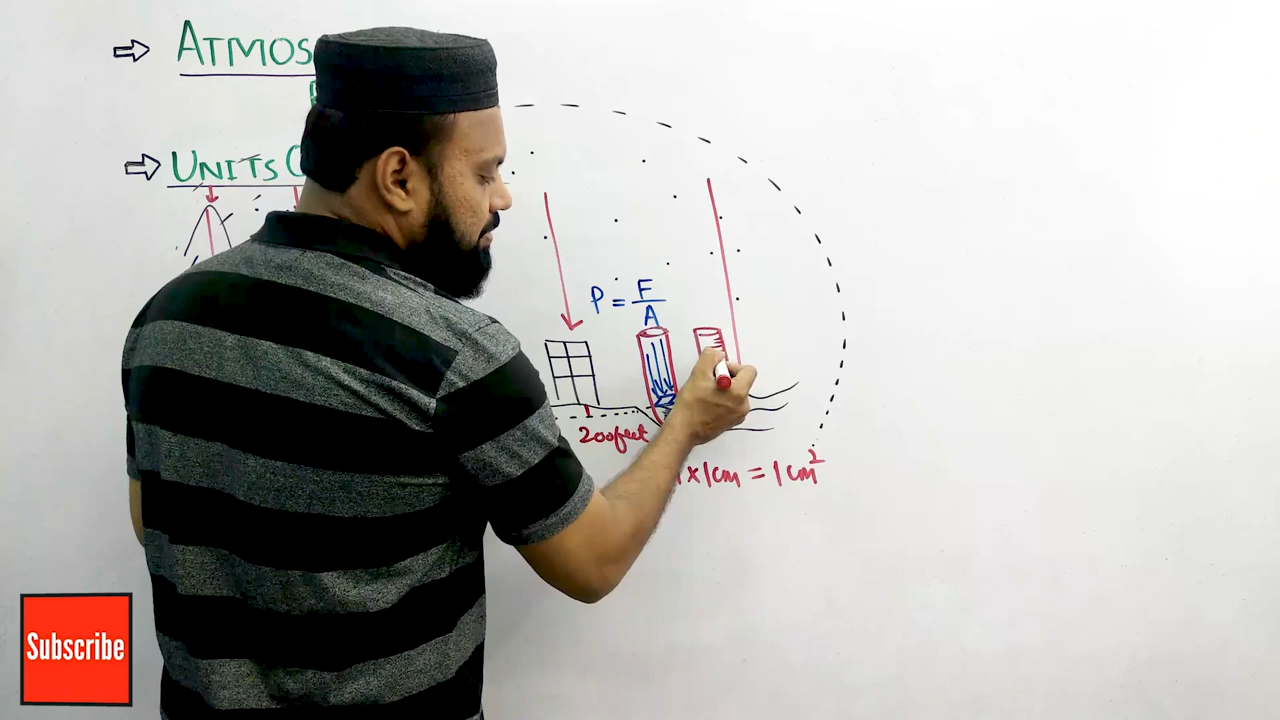 ATMOS
UNITS
P = F
A
200feet
x 1cm = 1cm²
Subscribe